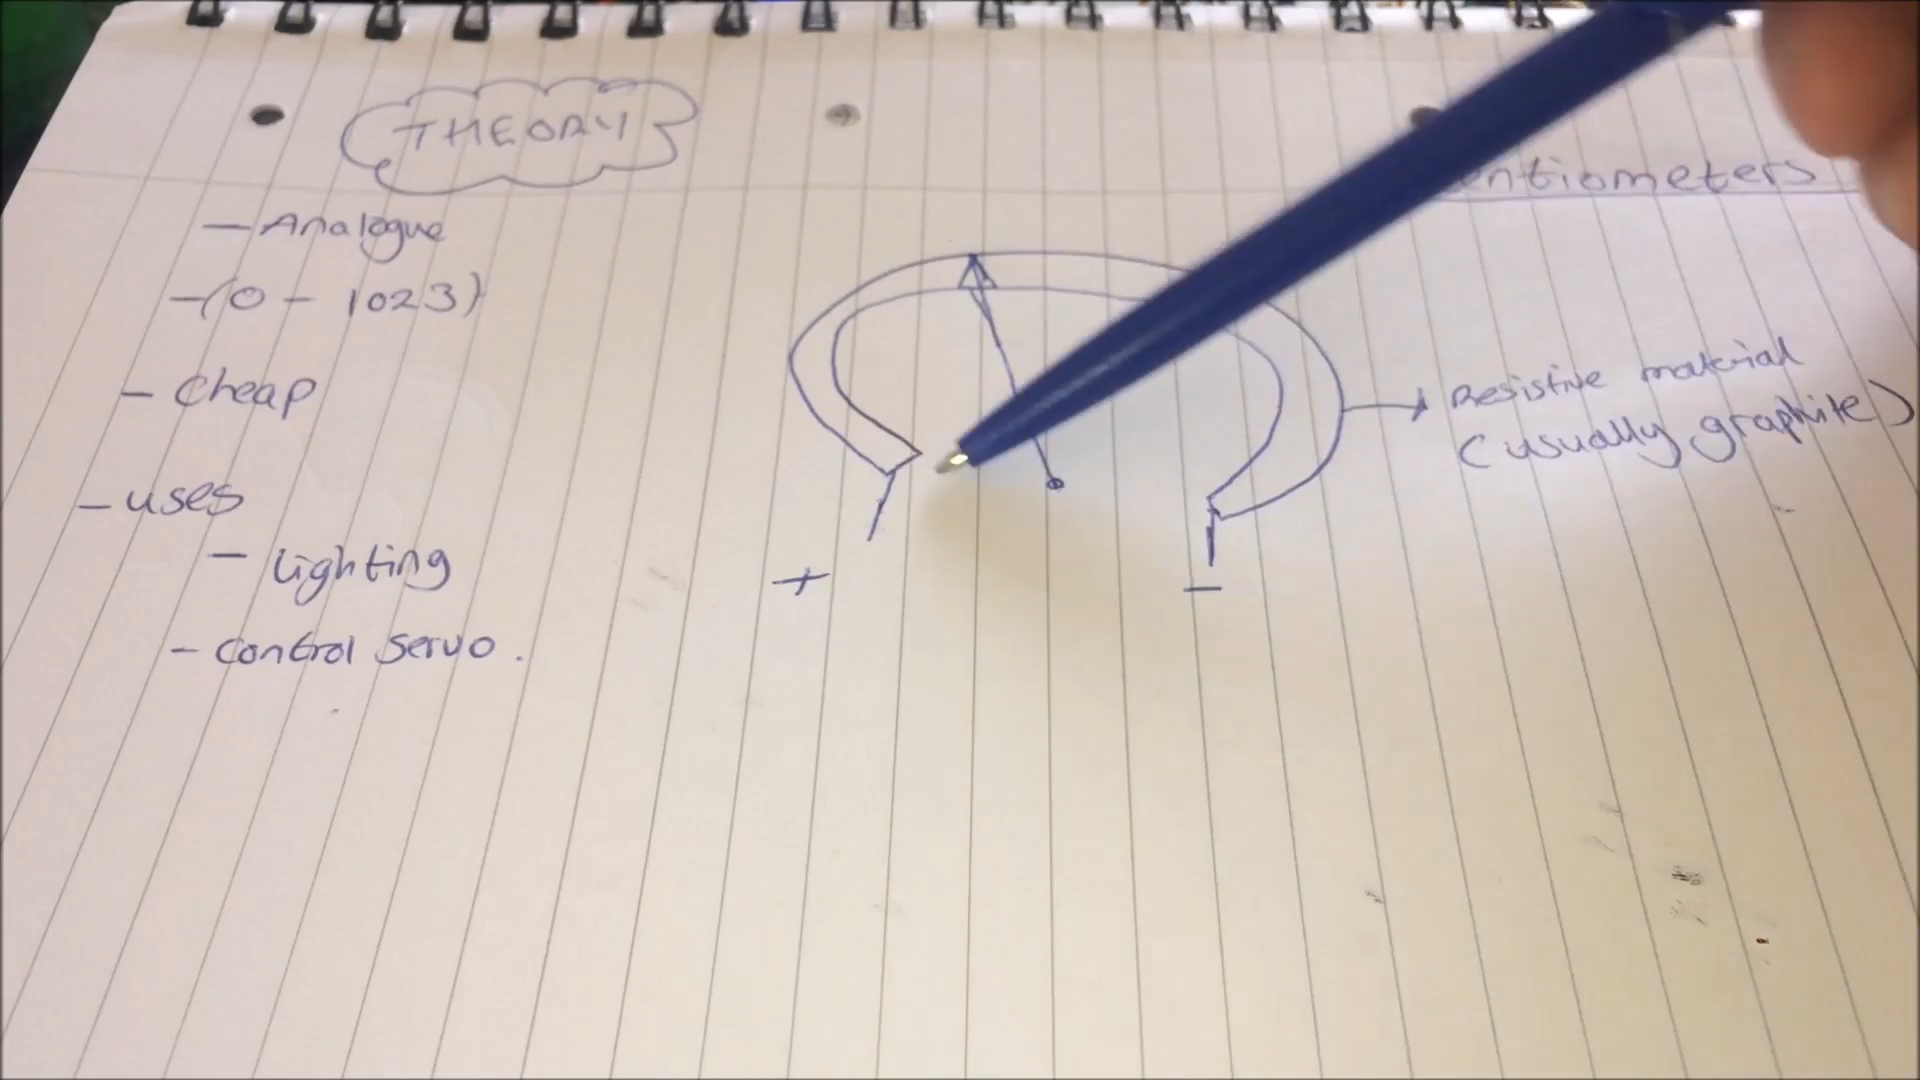 THEORY
entiometers
- Analogue
- (0 - 1023)
- Cheap
- uses
- Lighting
- control servo.
+
-
Resistive material
(usually graphite)